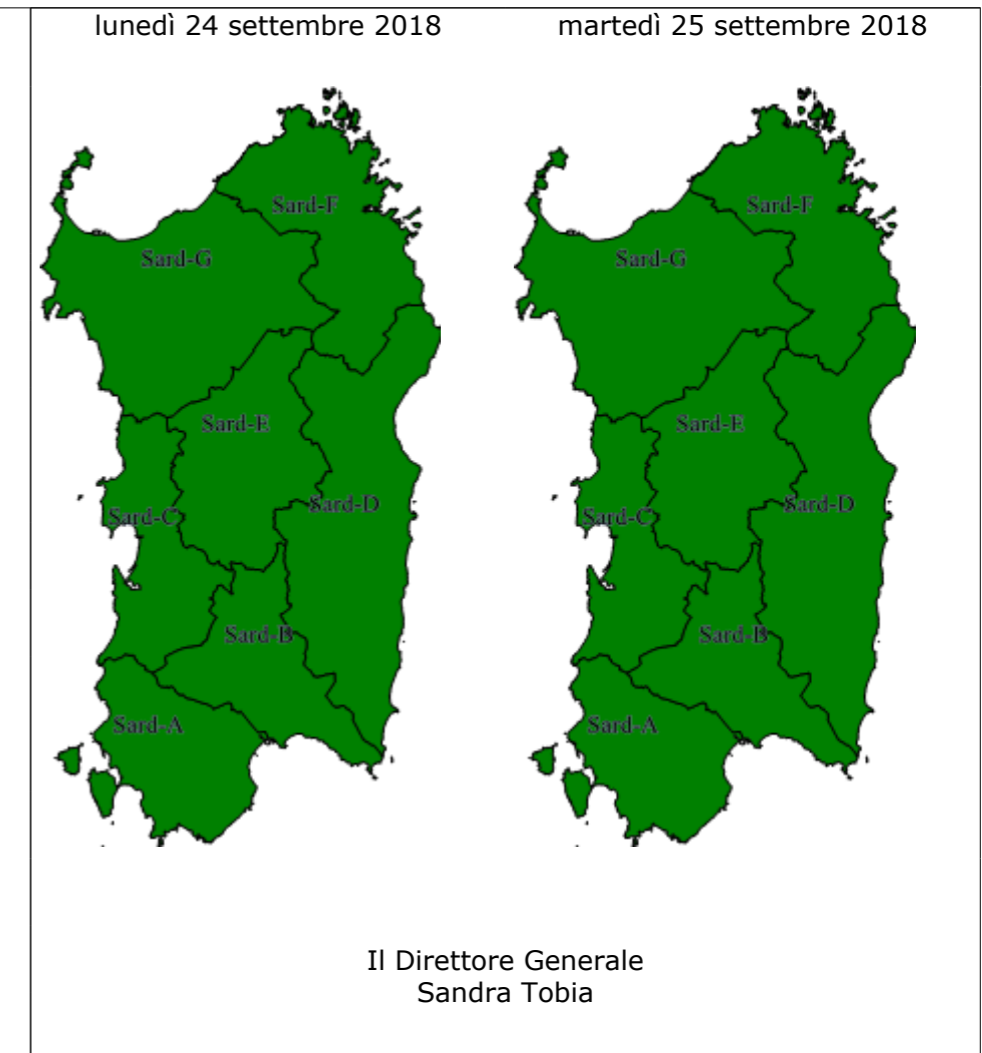 lunedì 24 settembre 2018
martedì 25 settembre 2018
Sard-F
Sard-G
Sard-E
Sard-D
Sard-C
Sard-B
Sard-A
Sard-F
Sard-G
Sard-E
Sard-D
Sard-C
Sard-B
Sard-A
Il Direttore Generale
Sandra Tobia